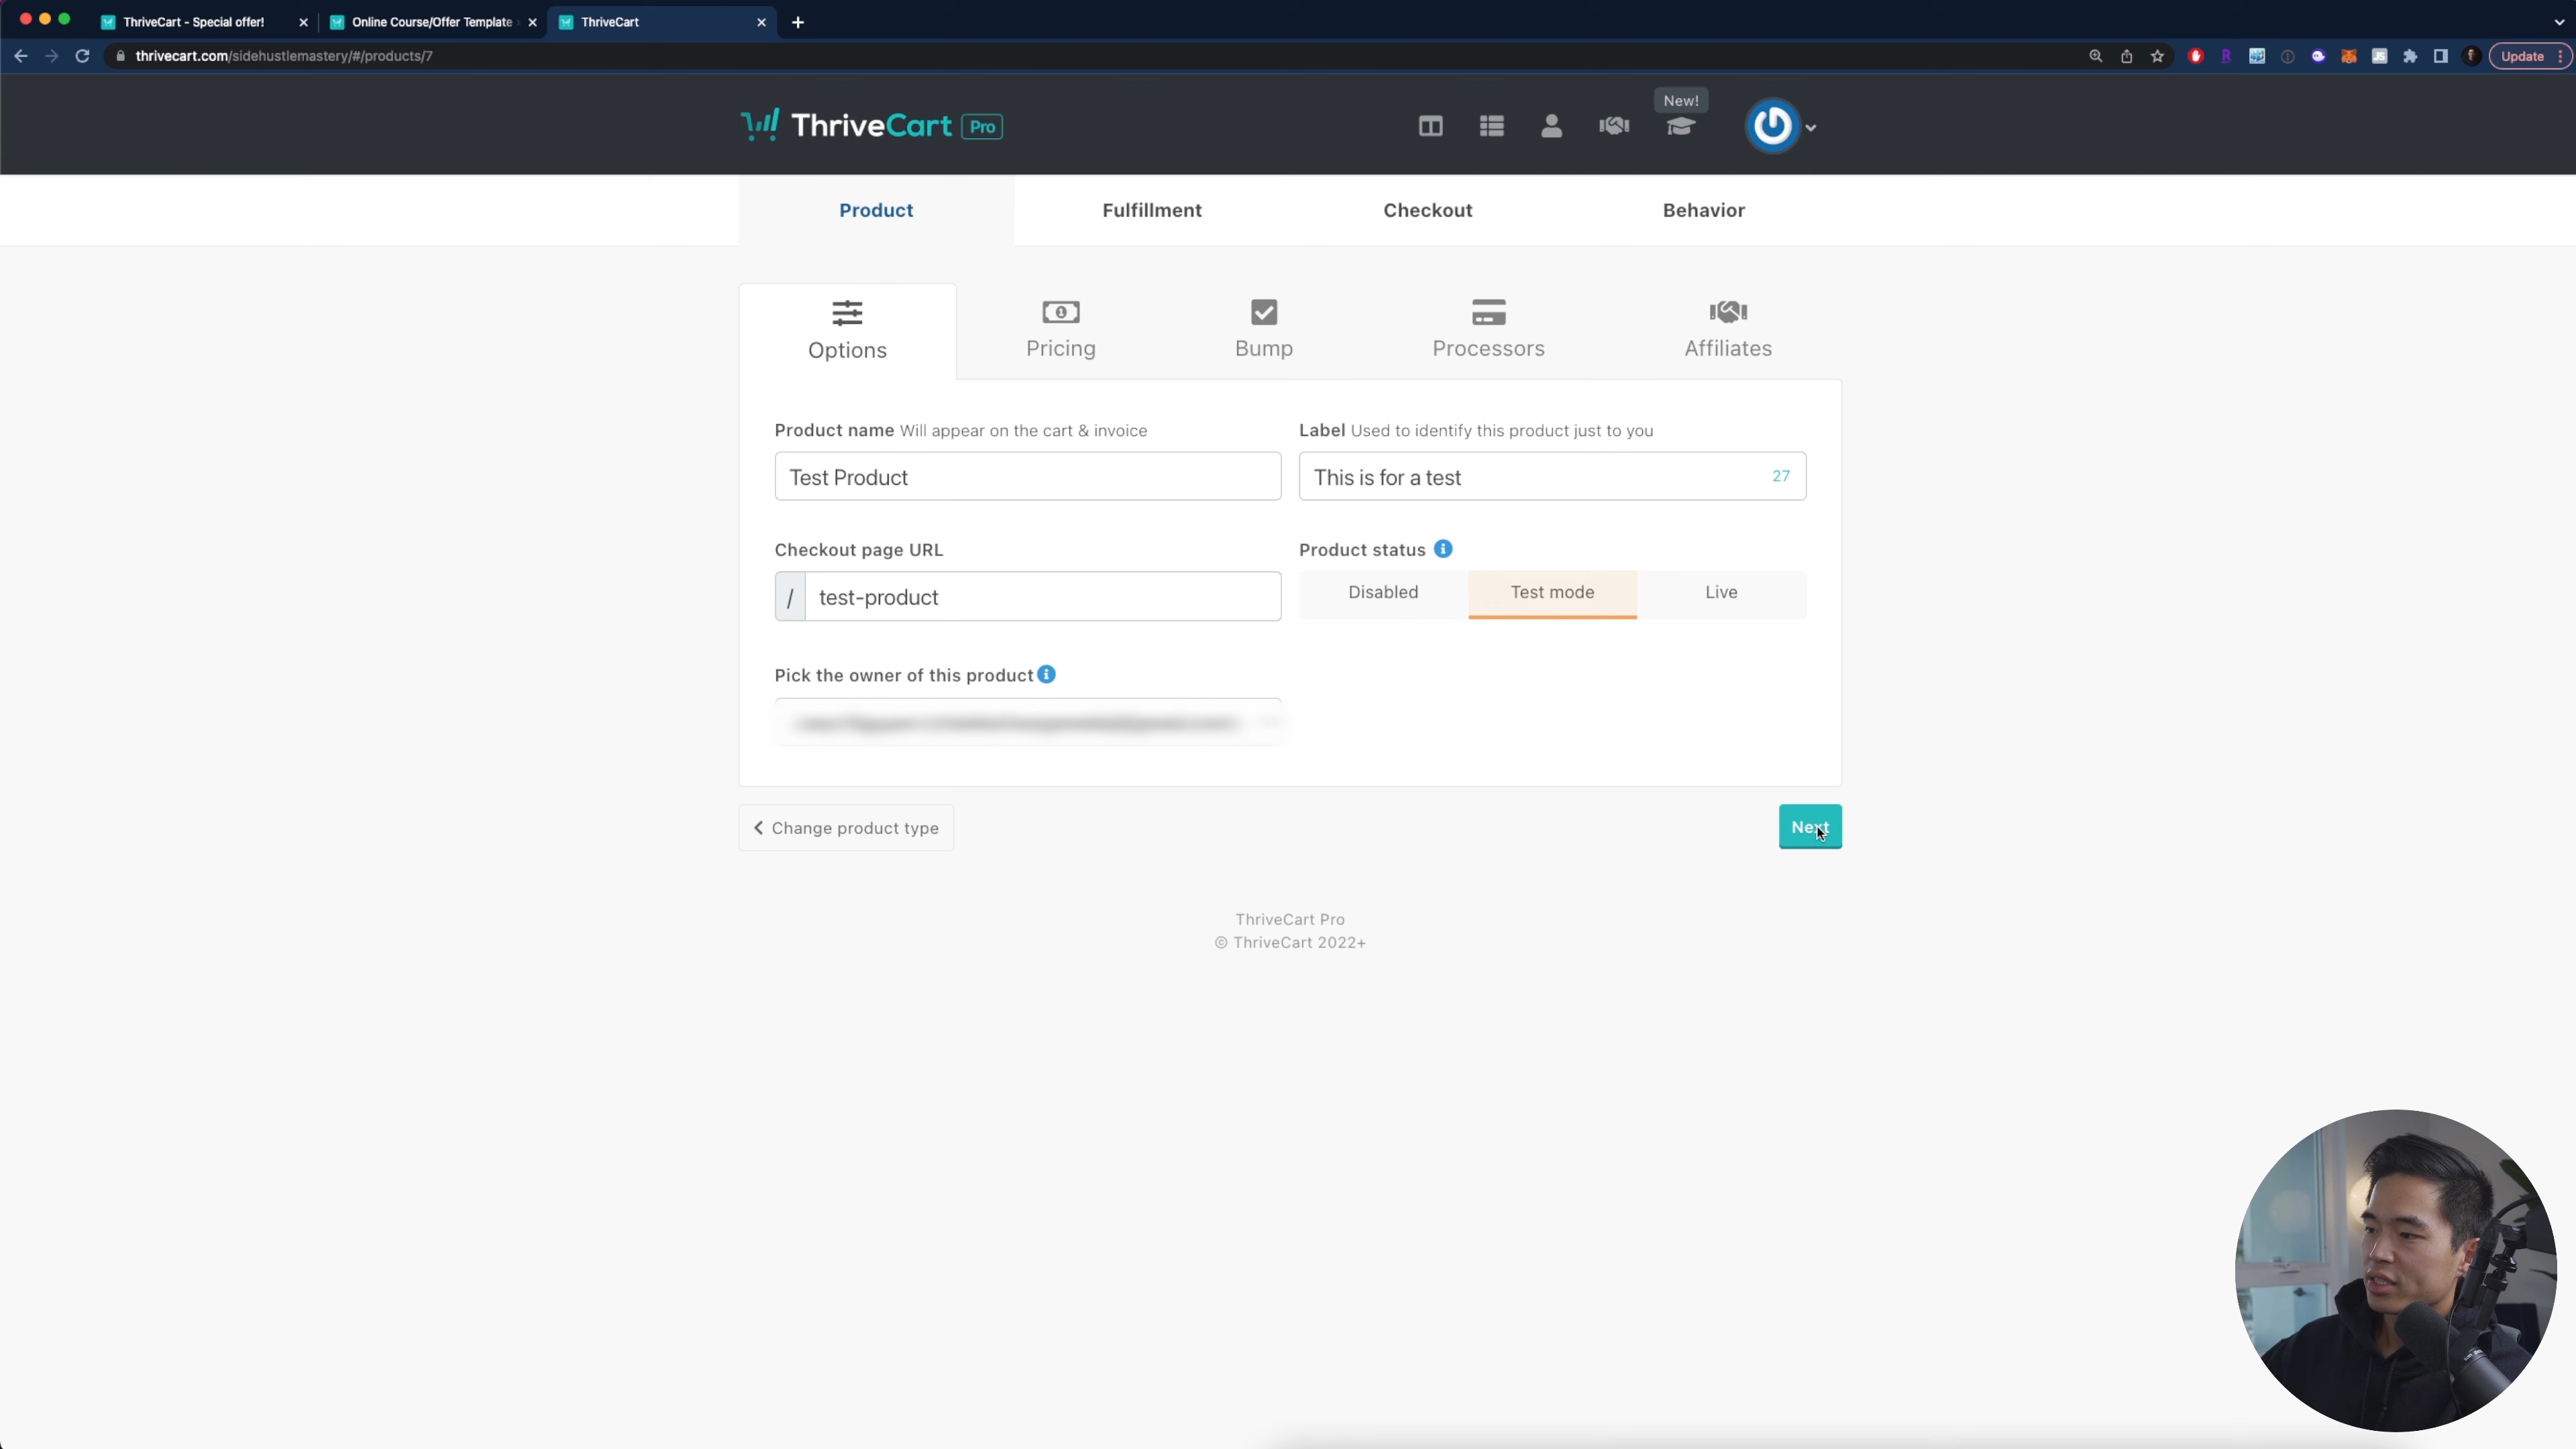 ThriveCart - Special offer!
Online Course/Offer Template
ThriveCart
thrivecart.com/sidehustlemastery/#/products/7
Update
ThriveCart Pro
New!
Product
Fulfillment
Checkout
Behavior
Options
Pricing
Bump
Processors
Affiliates
Product name Will appear on the cart & invoice
Label Used to identify this product just to you
Test Product
This is for a test
27
Checkout page URL
Product status
/ test-product
Disabled
Test mode
Live
Pick the owner of this product
Change product type
Next
ThriveCart Pro
© ThriveCart 2022+